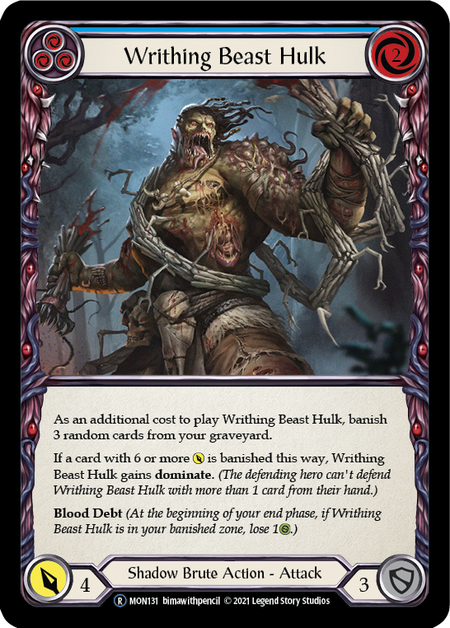 Writhing Beast Hulk
2
As an additional cost to play Writhing Beast Hulk, banish
3 random cards from your graveyard.
If a card with 6 or more is banished this way, Writhing
Beast Hulk gains dominate. (The defending hero can't defend
Writhing Beast Hulk with more than 1 card from their hand.)
Blood Debt (At the beginning of your end phase, if Writhing
Beast Hulk is in your banished zone, lose 1.)
4
Shadow Brute Action - Attack
3
R MON131 bimawithpencil © 2021 Legend Story Studios